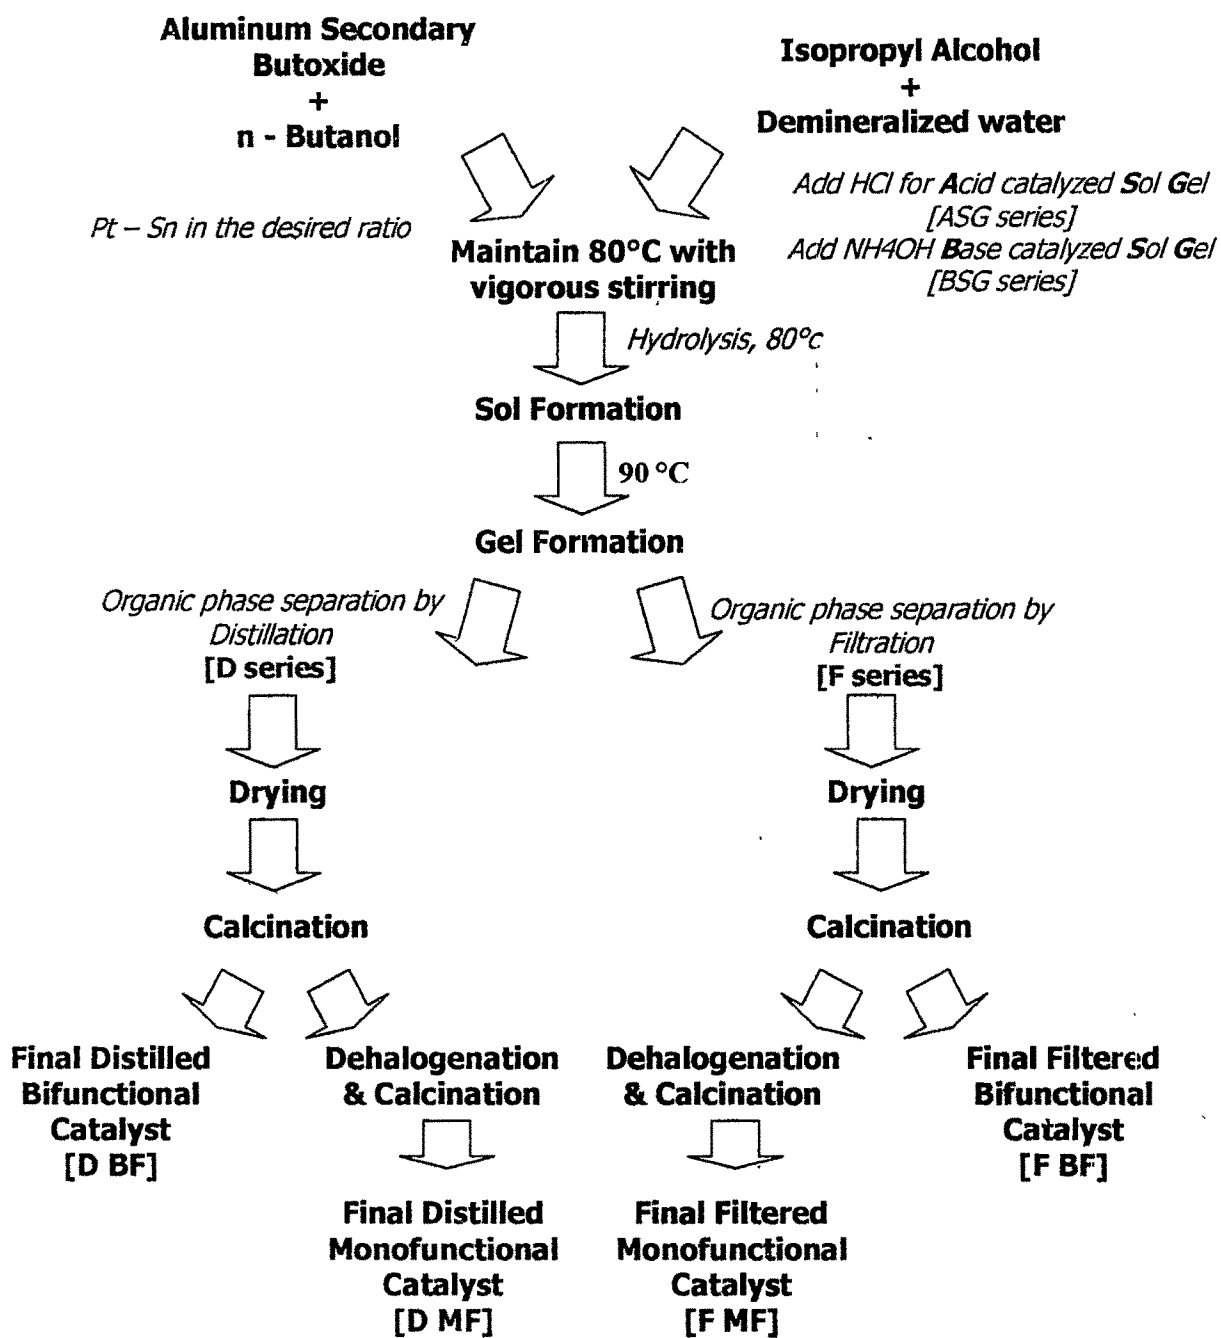 Aluminum Secondary
Butoxide
+
n - Butanol
Isopropyl Alcohol
+
Demineralized water
Pt – Sn in the desired ratio
Add HCl for Acid catalyzed Sol Gel
[ASG series]
Add NH4OH Base catalyzed Sol Gel
[BSG series]
Maintain 80°C with
vigorous stirring
Hydrolysis, 80°c
Sol Formation
90 °C
Gel Formation
Organic phase separation by
Distillation
[D series]
Organic phase separation by
Filtration
[F series]
Drying
Drying
Calcination
Calcination
Final Distilled
Bifunctional
Catalyst
[D BF]
Dehalogenation
& Calcination
Dehalogenation
& Calcination
Final Filtered
Bifunctional
Catalyst
[F BF]
Final Distilled
Monofunctional
Catalyst
[D MF]
Final Filtered
Monofunctional
Catalyst
[F MF]